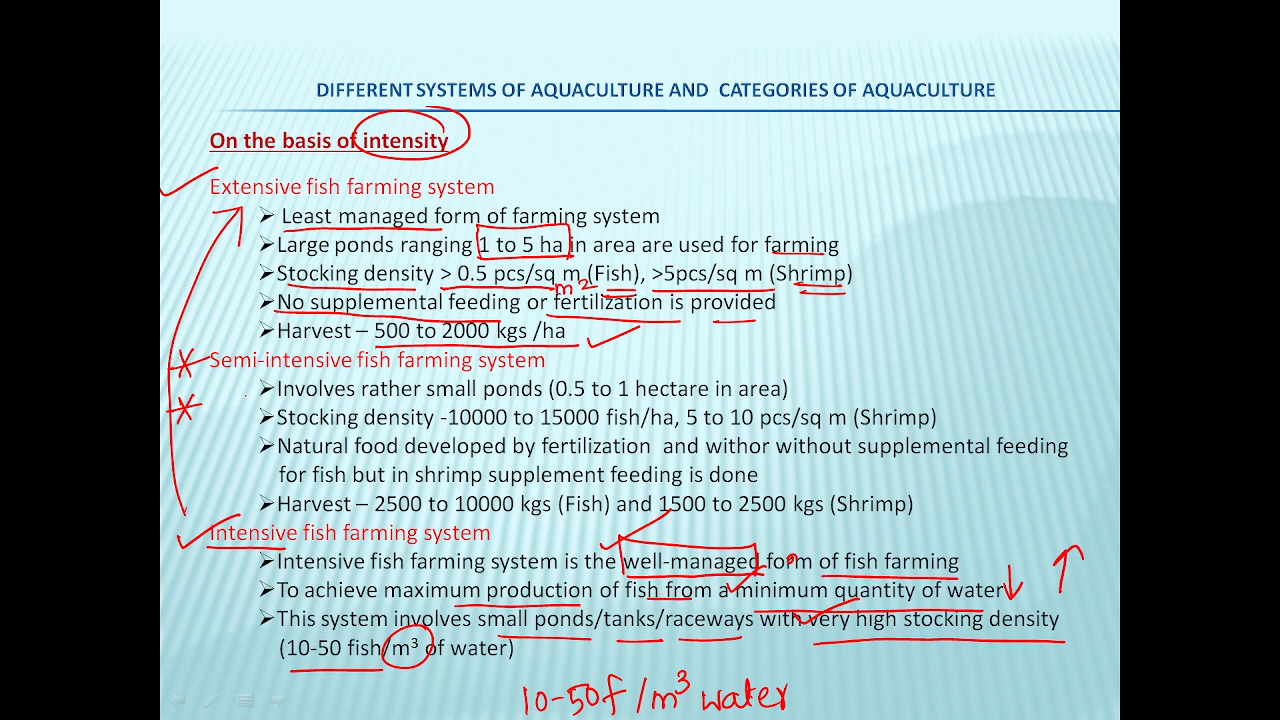 DIFFERENT SYSTEMS OF AQUACULTURE AND CATEGORIES OF AQUACULTURE
On the basis of intensity
Extensive fish farming system
➤Least managed form of farming system
➤Large ponds ranging 1 to 5 ha in area are used for farming
➤Stocking density > 0.5 pcs/sq m (Fish), >5pcs/sq m (Shrimp)
m2
➤No supplemental feeding or fertilization is provided
➤Harvest – 500 to 2000 kgs /ha
Semi-intensive fish farming system
➤Involves rather small ponds (0.5 to 1 hectare in area)
➤Stocking density -10000 to 15000 fish/ha, 5 to 10 pcs/sq m (Shrimp)
➤Natural food developed by fertilization and withor without supplemental feeding
for fish but in shrimp supplement feeding is done
➤Harvest – 2500 to 10000 kgs (Fish) and 1500 to 2500 kgs (Shrimp)
Intensive fish farming system
➤Intensive fish farming system is the well-managed form of fish farming
➤To achieve maximum production of fish from a minimum quantity of water
➤This system involves small ponds/tanks/raceways with very high stocking density
(10-50 fish/m³ of water)
10-50f/m³ water